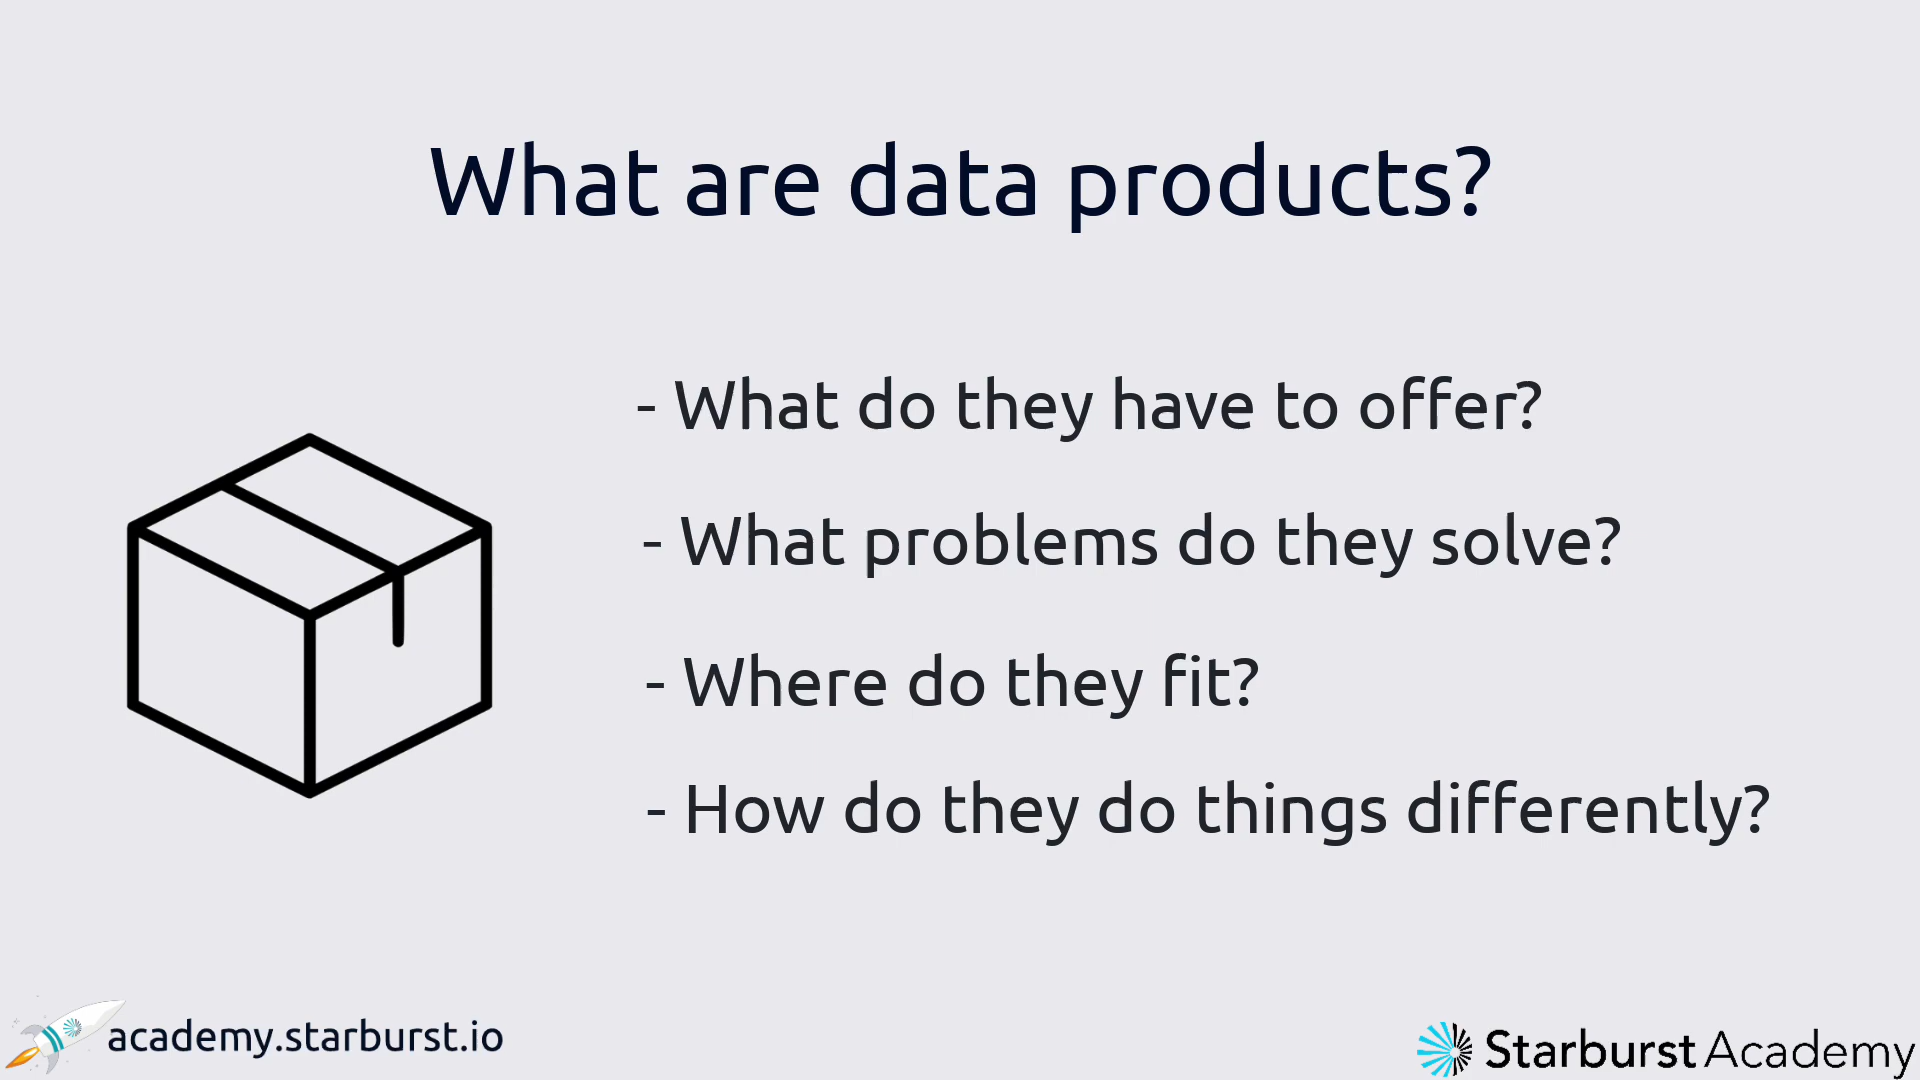 What are data products?
- What do they have to offer?
- What problems do they solve?
- Where do they fit?
- How do they do things differently?
academy.starburst.io
Starburst Academy